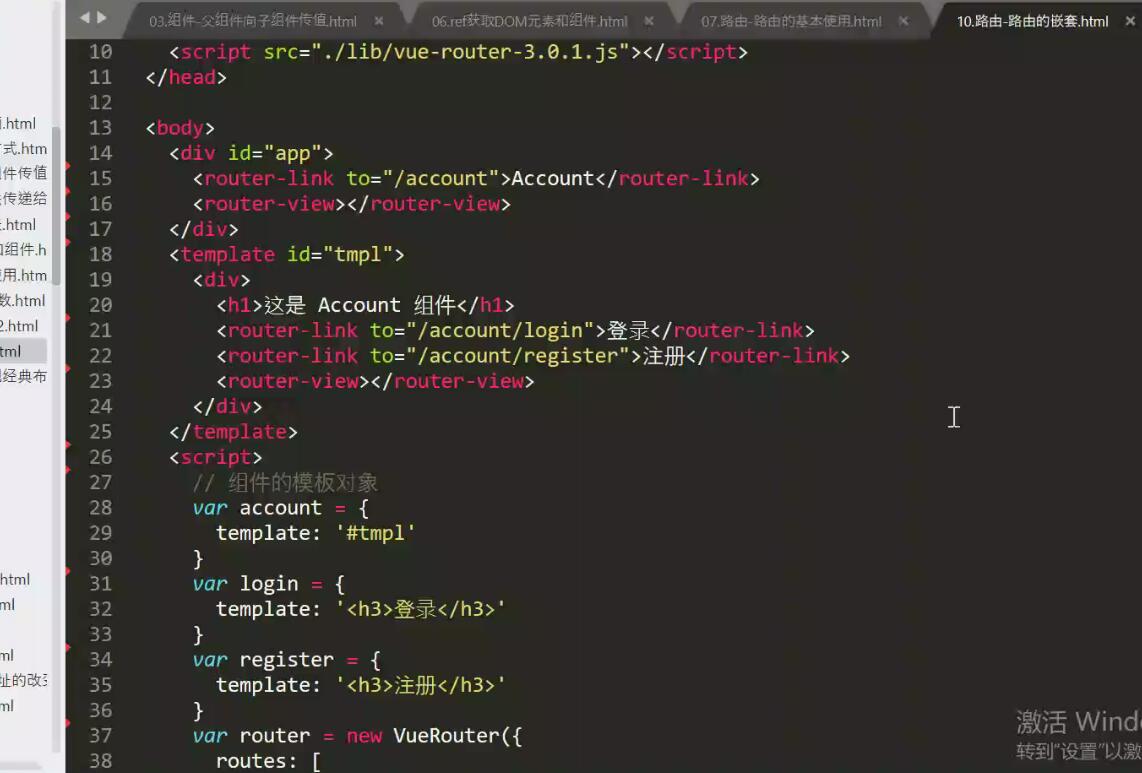 03.组件-父组件向子组件传值.html × 06.ref获取DOM元素和组件.html × 07.路由-路由的基本使用.html × 10.路由-路由的嵌套.html ×
10 <script src="./lib/vue-router-3.0.1.js"></script>
11 </head>
12
13 <body>
14 <div id="app">
15 <router-link to="/account">Account</router-link>
16 <router-view></router-view>
17 </div>
18 <template id="tmpl">
19 <div>
20 <h1>这是 Account 组件</h1>
21 <router-link to="/account/login">登录</router-link>
22 <router-link to="/account/register">注册</router-link>
23 <router-view></router-view>
24 </div>
25 </template>
26 <script>
27 // 组件的模板对象
28 var account = {
29 template: '#tmpl'
30 }
31 var login = {
32 template: '<h3>登录</h3>'
33 }
34 var register = {
35 template: '<h3>注册</h3>'
36 }
37 var router = new VueRouter({
38 routes: [
.html
式.htm
件传值
传递给
.html
组件.h
用.htm
数.html
2.html
tml
经典布
html
ml
ml
址的改
ml
激活 Wind
转到"设置"以激